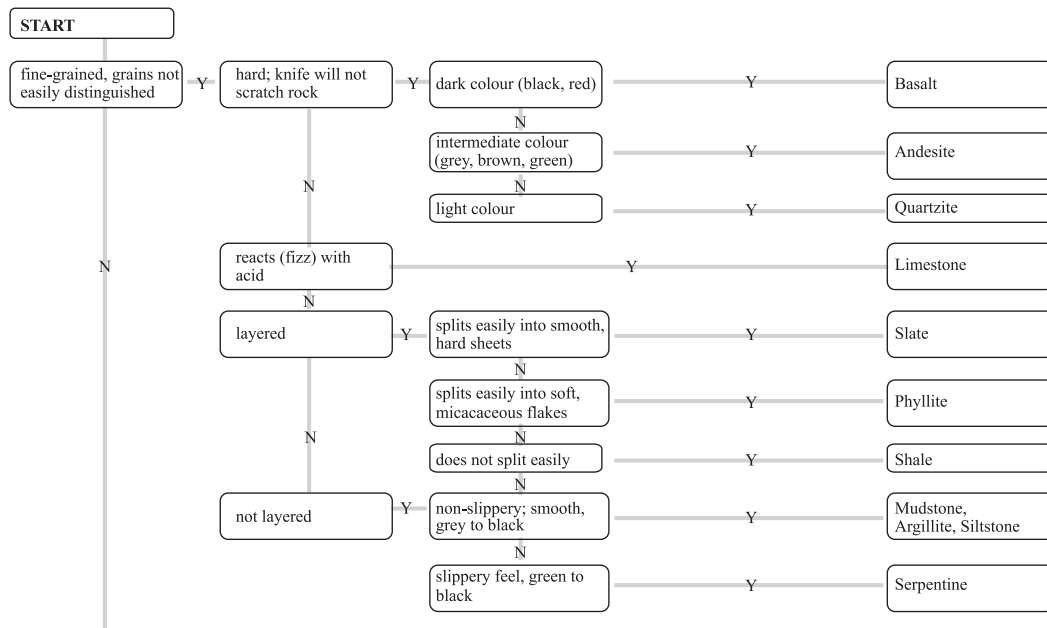 START
fine-grained, grains not
easily distinguished
Y
hard; knife will not
scratch rock
Y
dark colour (black, red)
Y
Basalt
N
intermediate colour
(grey, brown, green)
Y
Andesite
N
N
light colour
Y
Quartzite
N
reacts (fizz) with
acid
Y
Limestone
N
layered
Y
splits easily into smooth,
hard sheets
Y
Slate
N
splits easily into soft,
micacaceous flakes
Y
Phyllite
N
N
does not split easily
Y
Shale
N
not layered
Y
non-slippery; smooth,
grey to black
Y
Mudstone,
Argillite, Siltstone
N
slippery feel, green to
black
Y
Serpentine